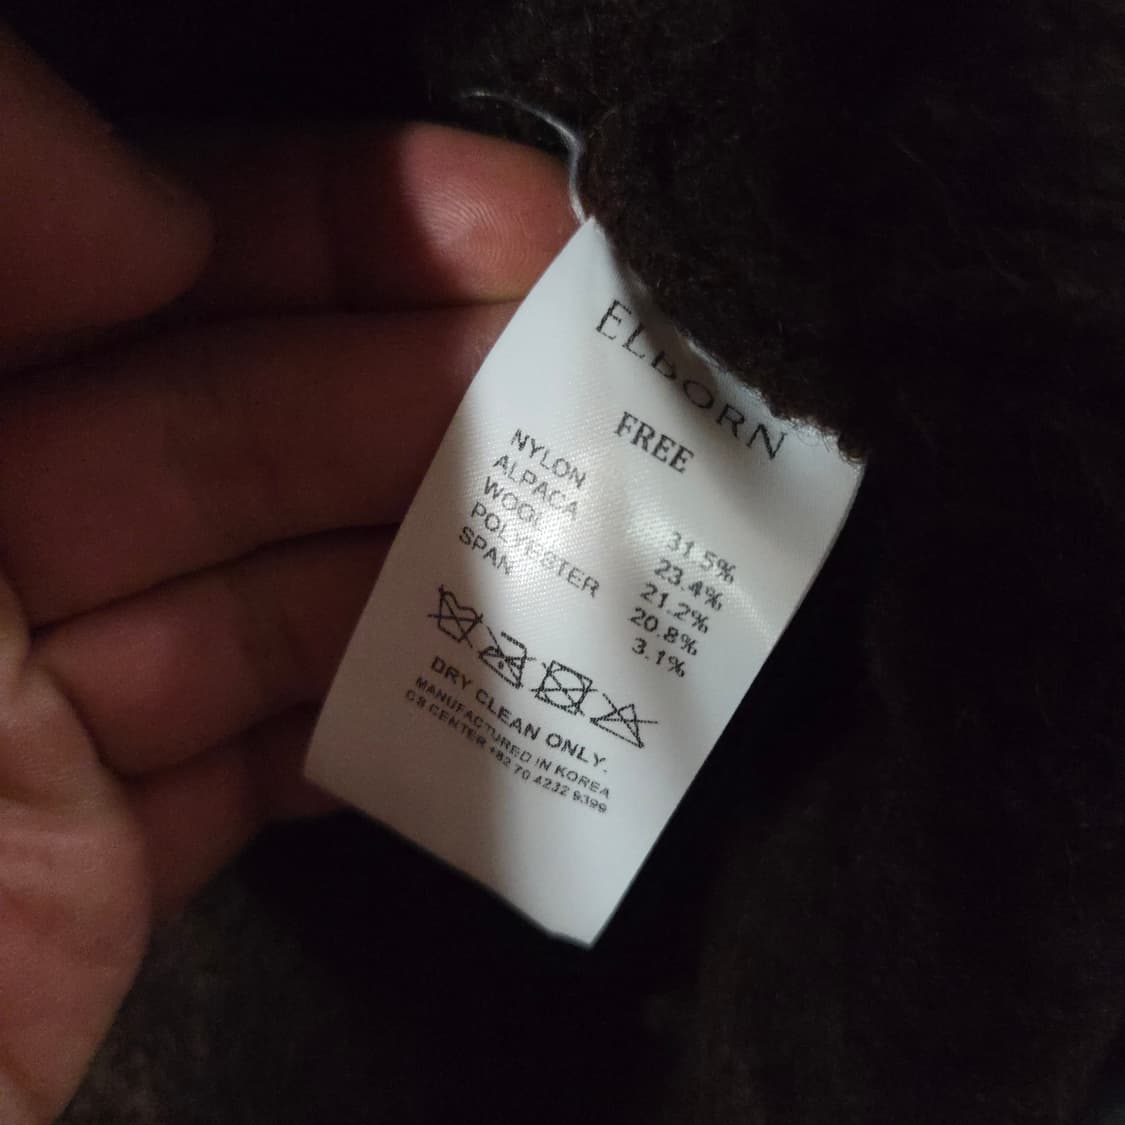 ELBORN
FREE
NYLON 31.5%
ALPACA 23.4%
WOOL 21.2%
POLYESTER 20.8%
SPAN 3.1%
DRY CLEAN ONLY.
MANUFACTURED IN KOREA
CS CENTER +82 70 4232 9399